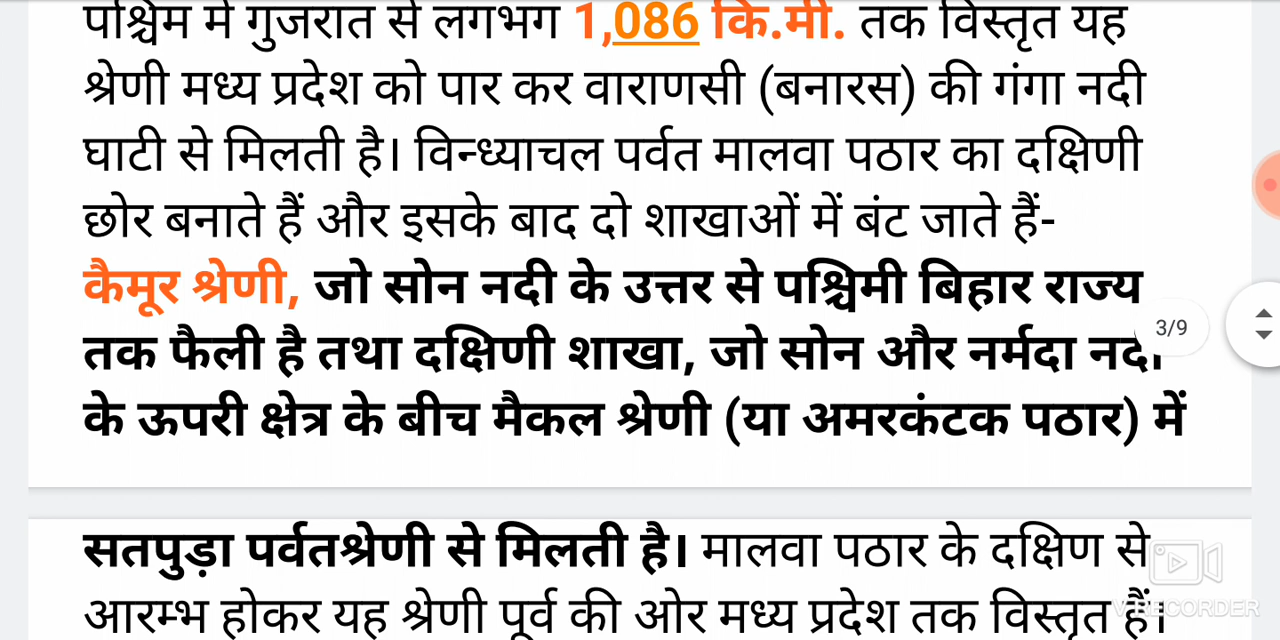 पश्चिम में गुजरात से लगभग 1,086 कि.मी. तक विस्तृत यह
श्रेणी मध्य प्रदेश को पार कर वाराणसी (बनारस) की गंगा नदी
घाटी से मिलती है। विन्ध्याचल पर्वत मालवा पठार का दक्षिणी
छोर बनाते हैं और इसके बाद दो शाखाओं में बंट जाते हैं-
कैमूर श्रेणी, जो सोन नदी के उत्तर से पश्चिमी बिहार राज्य
तक फैली है तथा दक्षिणी शाखा, जो सोन और नर्मदा नदी
3/9
के ऊपरी क्षेत्र के बीच मैकल श्रेणी (या अमरकंटक पठार) में
सतपुड़ा पर्वतश्रेणी से मिलती है। मालवा पठार के दक्षिण से
आरम्भ होकर यह श्रेणी पूर्व की ओर मध्य प्रदेश तक विस्तृत हैं।
V RECORDER